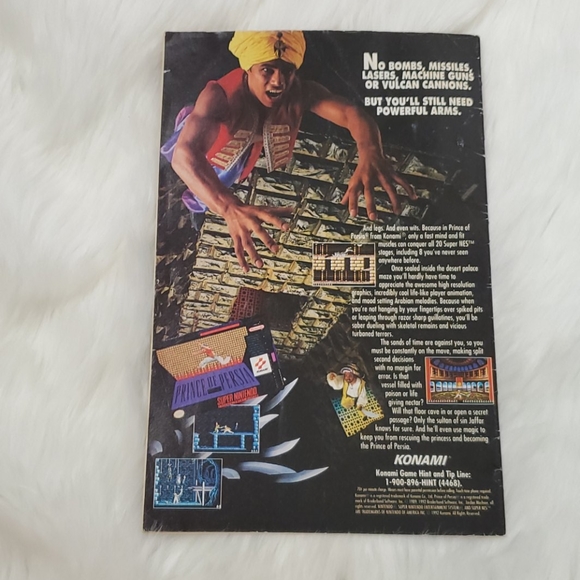 NO BOMBS, MISSILES,
LASERS, MACHINE GUNS
OR VULCAN CANNONS.
BUT YOU'LL STILL NEED
POWERFUL ARMS.
And legs. And even wits. Because in Prince of
Persia® from Konami®, only a fast mind and fit
muscles can conquer all 20 Super NES™
stages, including 8 you've never seen
anywhere before.
Once sealed inside the desert palace
maze you'll hardly have time to
appreciate the awesome high resolution
graphics, incredibly cool life-like player animation,
and mood setting Arabian melodies. Because when
you're not hanging by your fingertips over spiked pits
or leaping through razor sharp guillotines, you'll be
saber dueling with skeletal remains and vicious
turbaned terrors.
The sands of time are against you, so you
must be constantly on the move, making split
second decisions
with no margin for
error. Is that
vessel filled with
poison or life
giving nectar?
Will that floor cave in or open a secret
passage? Only the sultan of sin Jaffar
knows for sure. And he'll even use magic to
keep you from rescuing the princess and becoming
the Prince of Persia.
PRINCE OF PERSIA
SUPER NINTENDO
KONAMI
Konami Game Hint and Tip Line:
1-900-896-HINT (4468).